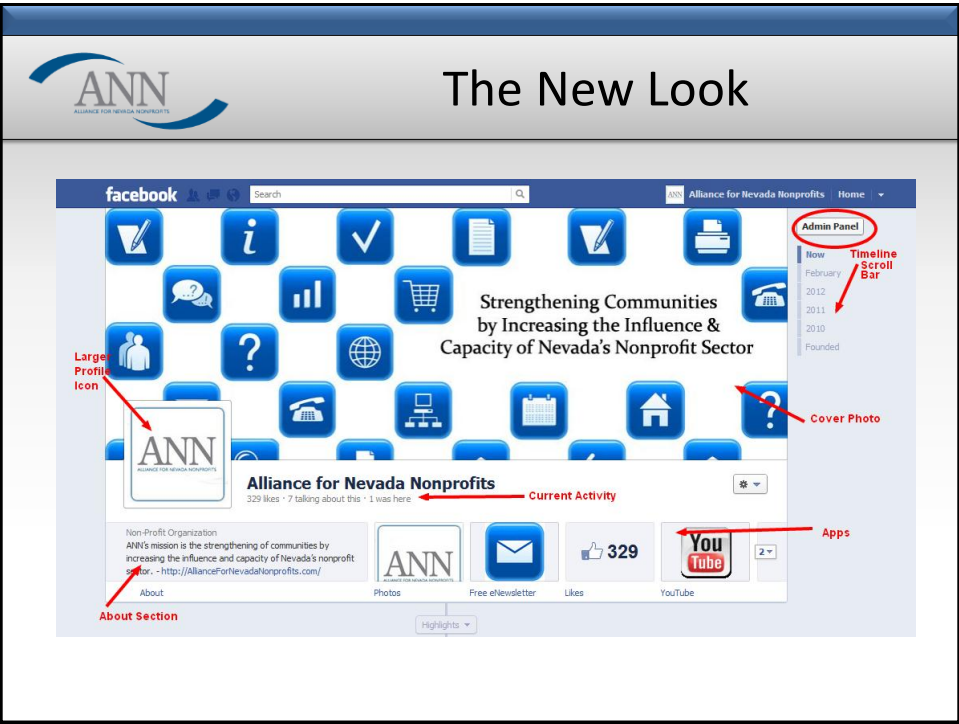 ANN
ALLIANCE FOR NEVADA NONPROFITS
The New Look
facebook
Search
ANN Alliance for Nevada Nonprofits Home
Admin Panel
Now
February
2012
2011
2010
Founded
Timeline
Scroll
Bar
i
Strengthening Communities
by Increasing the Influence &
Capacity of Nevada's Nonprofit Sector
?
?
Larger
Profile
Icon
Cover Photo
ANN
ALLIANCE FOR NEVADA NONPROFITS
Alliance for Nevada Nonprofits
329 likes · 7 talking about this · 1 was here
Current Activity
Non-Profit Organization
ANN's mission is the strengthening of communities by
increasing the influence and capacity of Nevada's nonprofit
sector. - http://AllianceForNevadaNonprofits.com/
About
ANN
ALLIANCE FOR NEVADA NONPROFITS
Photos
Free eNewsletter
329
Likes
You
Tube
YouTube
2
Apps
About Section
Highlights